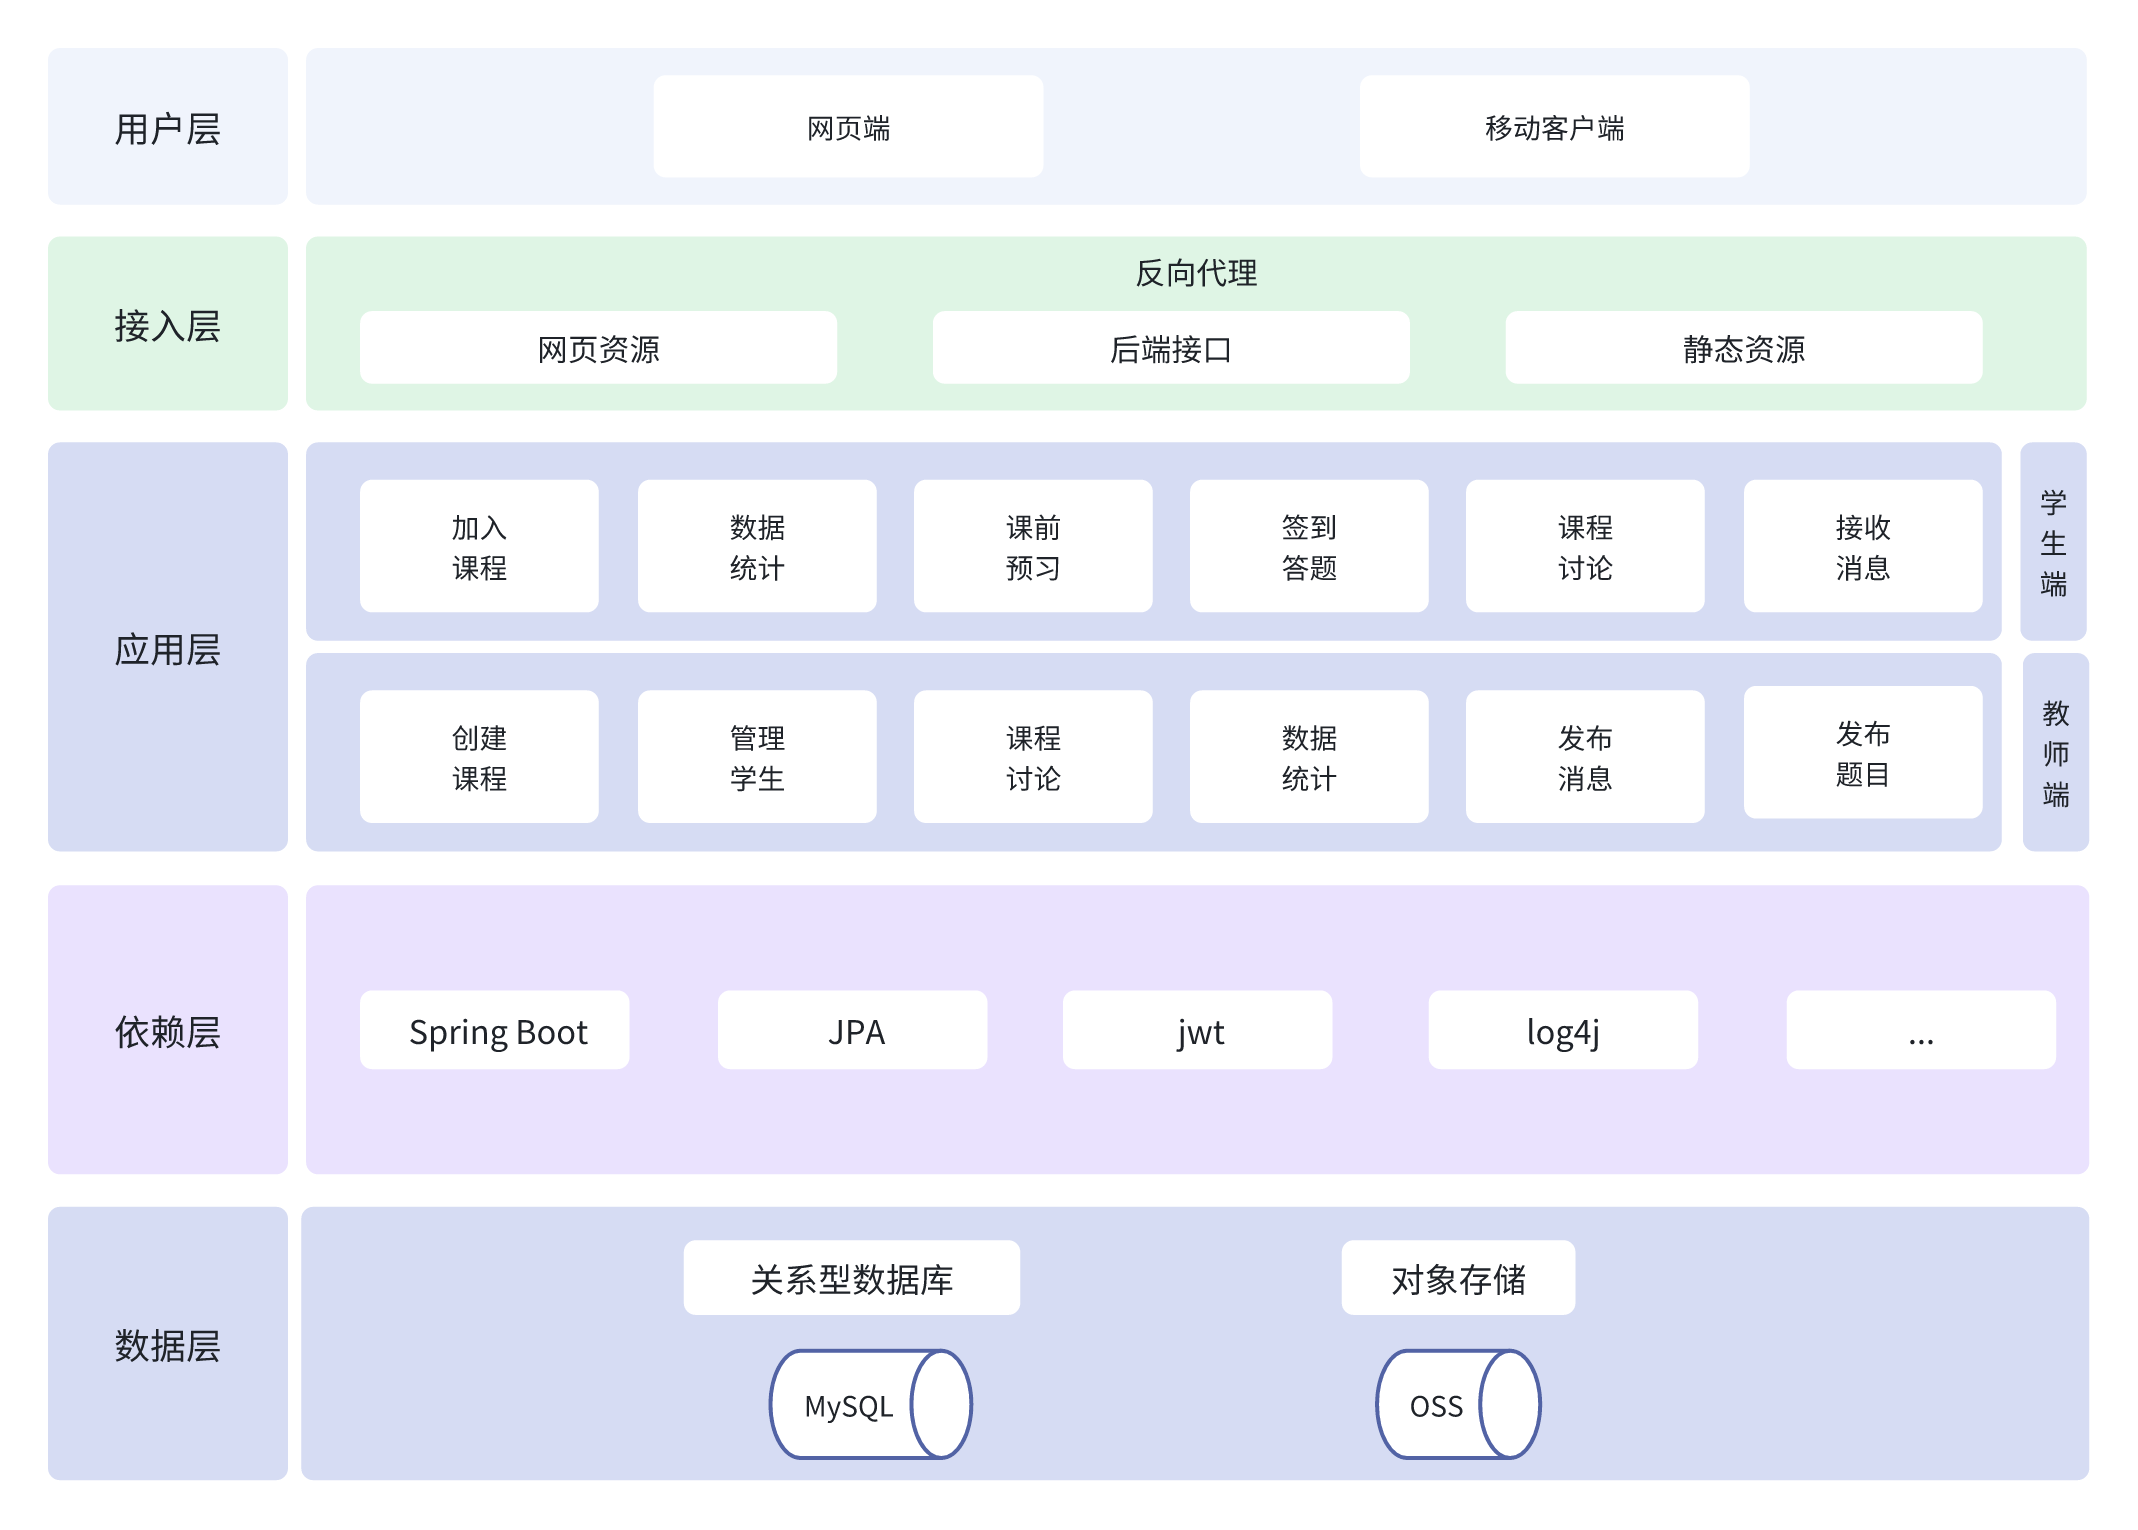 用户层
网页端
移动客户端
接入层
反向代理
网页资源
后端接口
静态资源
应用层
加入
课程
数据
统计
课前
预习
签到
答题
课程
讨论
接收
消息
学
生
端
创建
课程
管理
学生
课程
讨论
数据
统计
发布
消息
发布
题目
教
师
端
依赖层
Spring Boot
JPA
jwt
log4j
...
数据层
关系型数据库
对象存储
MySQL
OSS